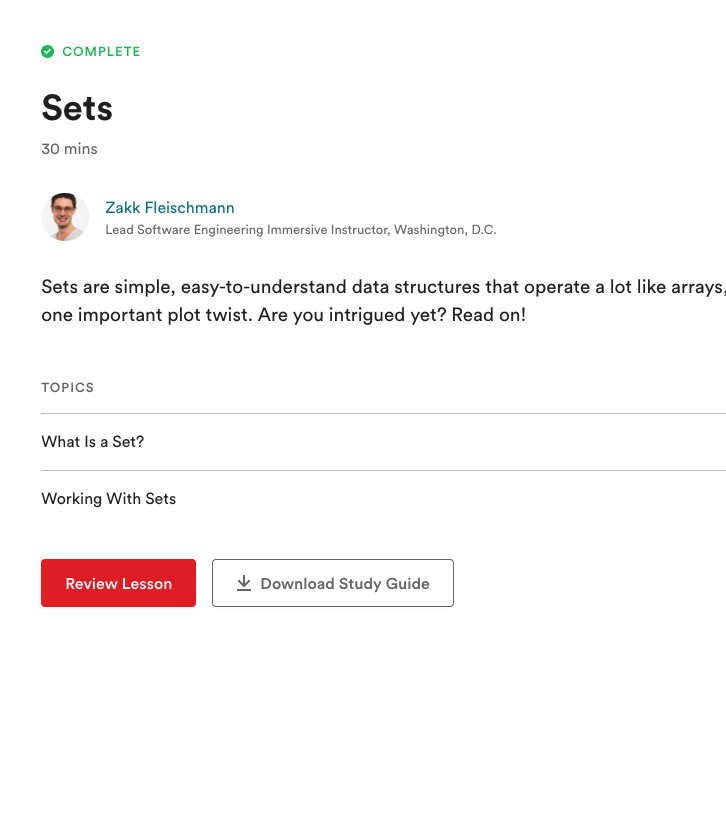 COMPLETE
Sets
30 mins
Zakk Fleischmann
Lead Software Engineering Immersive Instructor, Washington, D.C.
Sets are simple, easy-to-understand data structures that operate a lot like arrays,
one important plot twist. Are you intrigued yet? Read on!
TOPICS
What Is a Set?
Working With Sets
Review Lesson
Download Study Guide